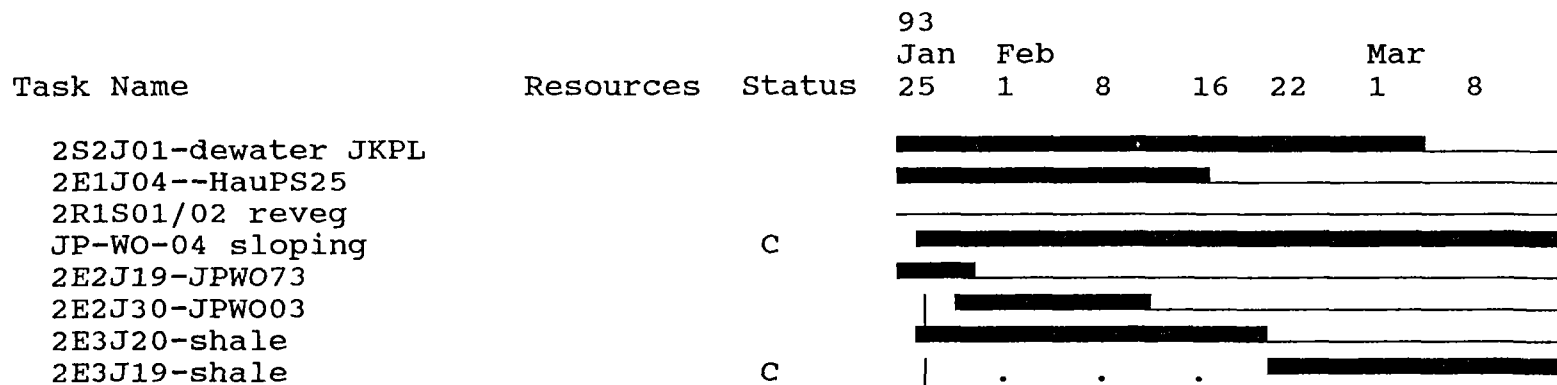 93
Jan Feb Mar
Task Name Resources Status 25 1 8 16 22 1 8
2S2J01-dewater JKPL
2E1J04--HauPS25
2R1S01/02 reveg
JP-WO-04 sloping C
2E2J19-JPWO73
2E2J30-JPWO03
2E3J20-shale
2E3J19-shale C